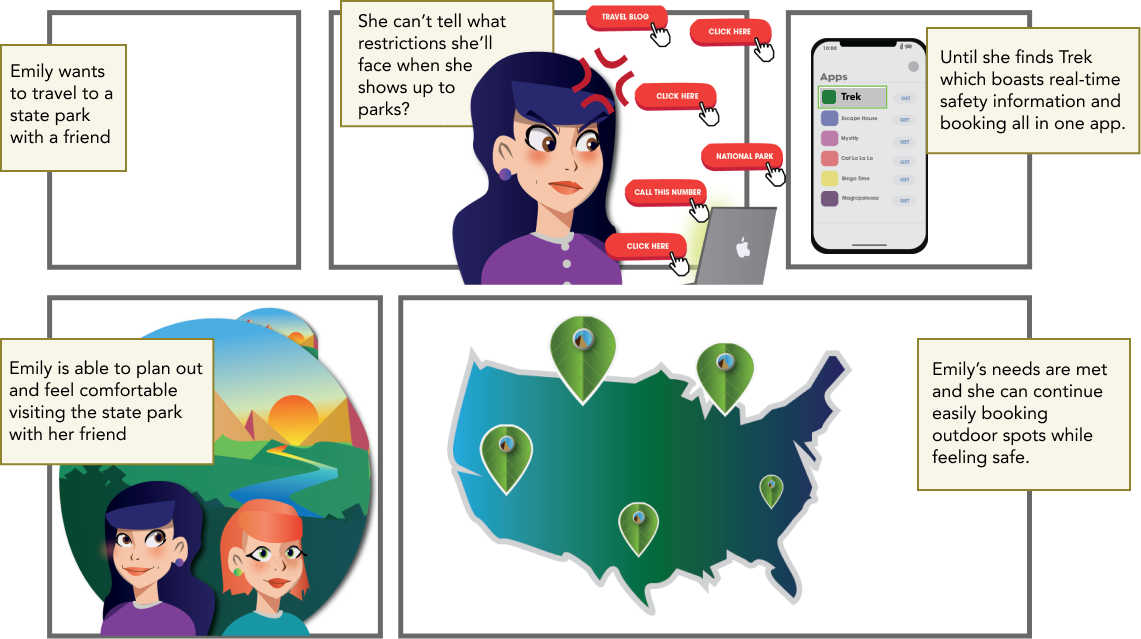 Emily wants
to travel to a
state park
with a friend
She can't tell what
restrictions she'll
face when she
shows up to
parks?
TRAVEL BLOG
CLICK HERE
CLICK HERE
NATIONAL PARK
CALL THIS NUMBER
CLICK HERE
10:00
Apps
Trek
Escape House GET
Mystify GET
Cat La La La GET
Bingo Time GET
Magicpalooza GET
GET
Until she finds Trek
which boasts real-time
safety information and
booking all in one app.
Emily is able to plan out
and feel comfortable
visiting the state park
with her friend
Emily's needs are met
and she can continue
easily booking
outdoor spots while
feeling safe.